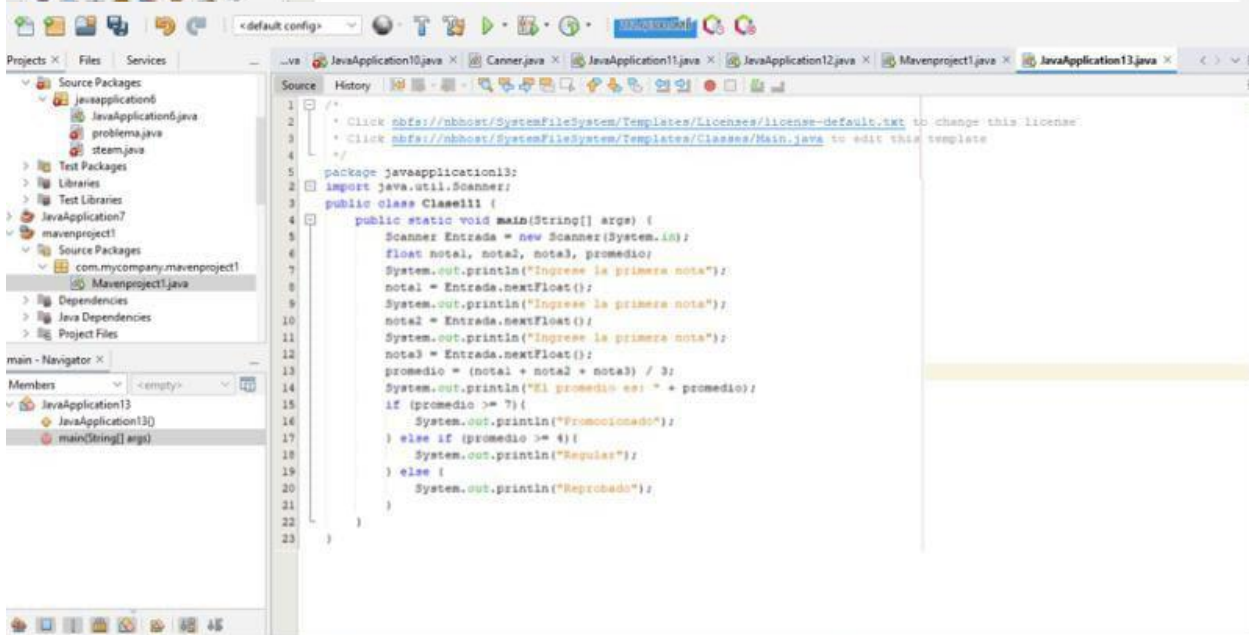 <default config>
Projects Files Services
...va JavaApplication10.java Canner.java JavaApplication11.java JavaApplication12.java Mavenproject1.java JavaApplication13.java
Source Packages
javaapplication6
JavaApplication6.java
problema.java
steam.java
Test Packages
Libraries
Test Libraries
JavaApplication7
mavenproject1
Source Packages
com.mycompany.mavenproject1
Mavenproject1.java
Dependencies
Java Dependencies
Project Files
main - Navigator
Members <empty>
JavaApplication13
JavaApplication13()
main(String[] args)
Source History
1 /*
2 * Click nbfs://nbhost/SystemFileSystem/Templates/Licenses/license-default.txt to change this license
3 * Click nbfs://nbhost/SystemFileSystem/Templates/Classes/Main.java to edit this template
4 */
5 package javaapplication13;
2 import java.util.Scanner;
3 public class Clase111 {
4 public static void main(String[] args) {
5 Scanner Entrada = new Scanner(System.in);
6 float nota1, nota2, nota3, promedio;
7 System.out.println("Ingrese la primera nota");
8 nota1 = Entrada.nextFloat();
9 System.out.println("Ingrese la primera nota");
10 nota2 = Entrada.nextFloat();
11 System.out.println("Ingrese la primera nota");
12 nota3 = Entrada.nextFloat();
13 promedio = (nota1 + nota2 + nota3) / 3;
14 System.out.println("El promedio es: " + promedio);
15 if (promedio >= 7){
16 System.out.println("Promocionado");
17 } else if (promedio >= 4){
18 System.out.println("Regular");
19 } else {
20 System.out.println("Reprobado");
21 }
22 }
23 }